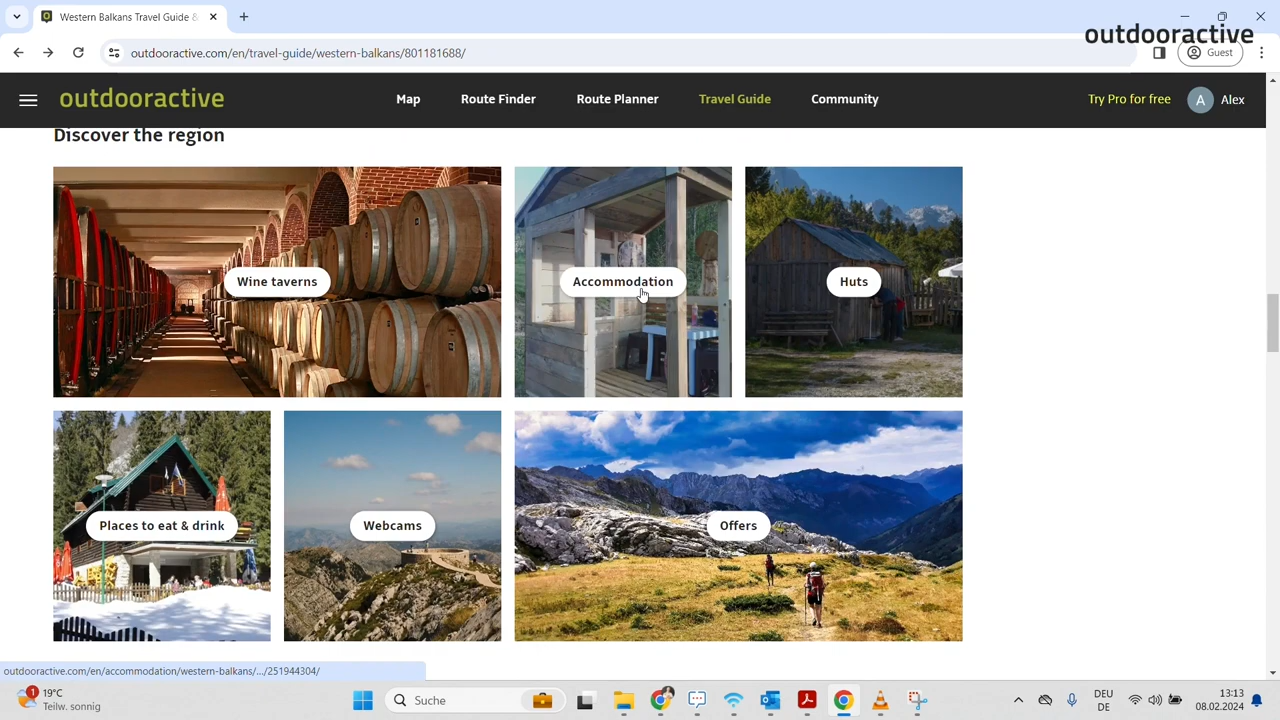 Western Balkans Travel Guide &
outdooractive
outdooractive.com/en/travel-guide/western-balkans/801181688/
Guest
outdooractive
Map
Route Finder
Route Planner
Travel Guide
Community
Try Pro for free
A
Alex
Discover the region
Wine taverns
Accommodation
Huts
Places to eat & drink
Webcams
Offers
outdooractive.com/en/accommodation/western-balkans/.../251944304/
1
19°C
Teilw. sonnig
Suche
DEU
DE
13:13
08.02.2024